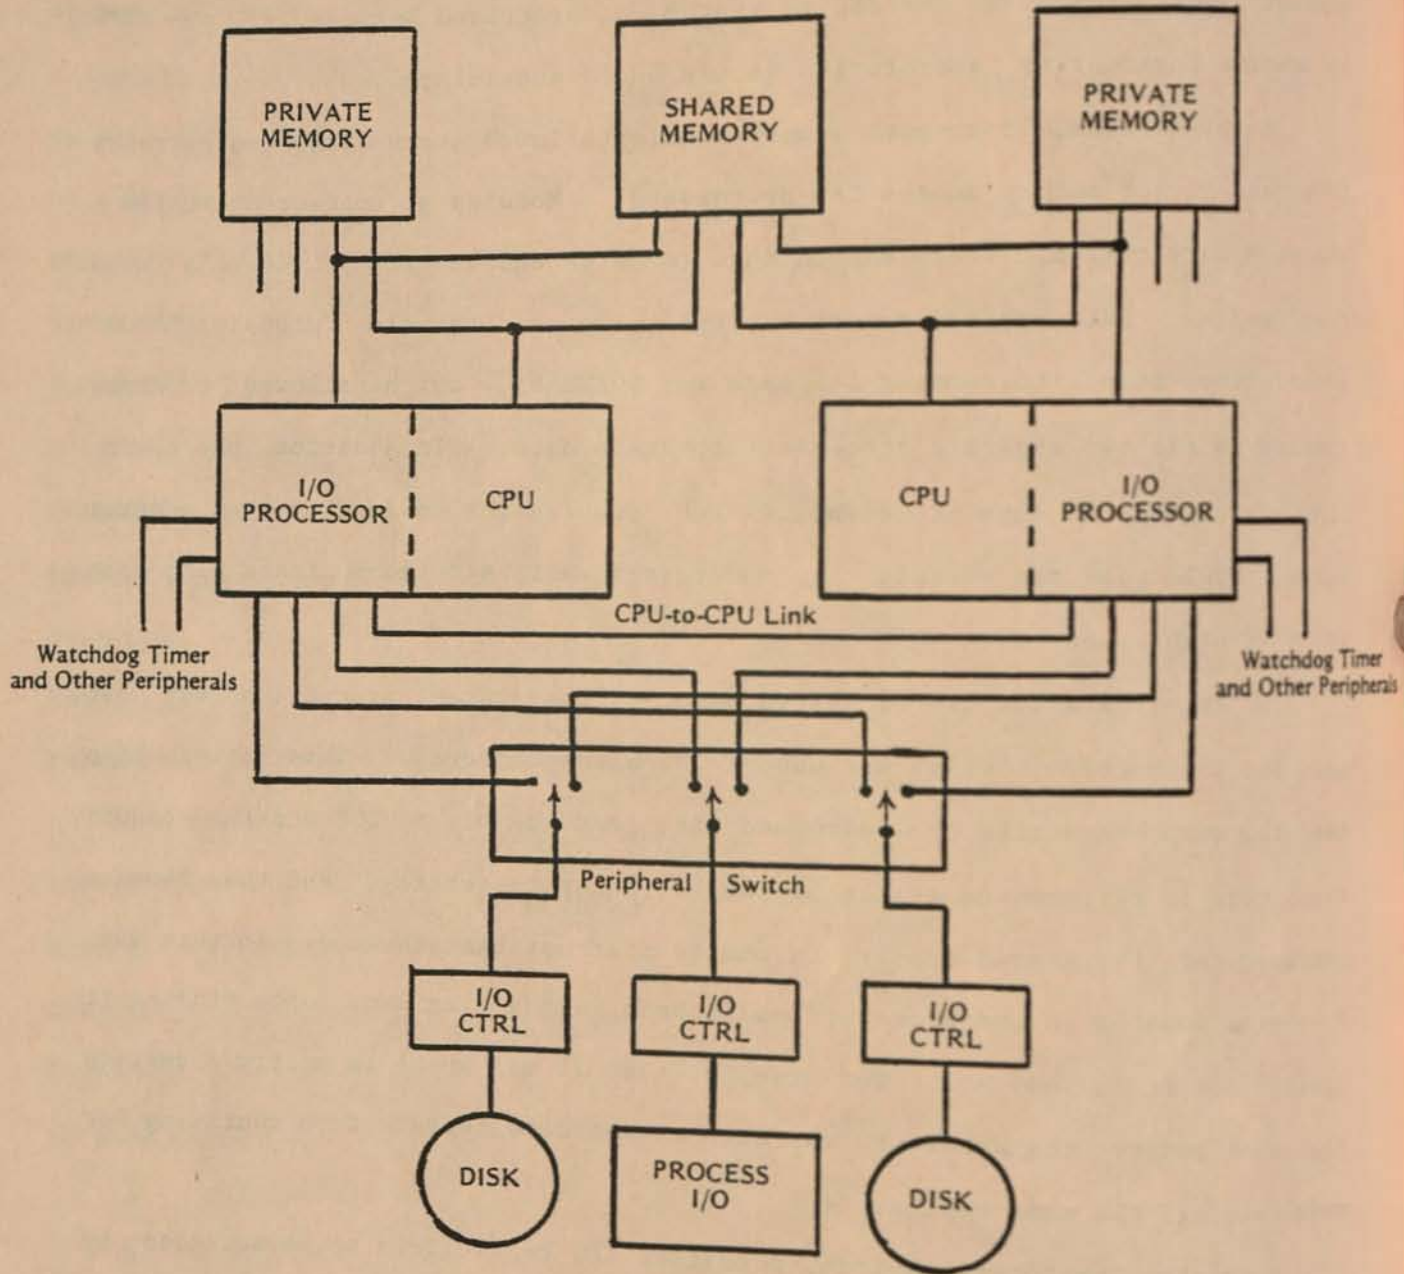 PRIVATE
MEMORY
SHARED
MEMORY
PRIVATE
MEMORY
I/O
PROCESSOR
CPU
CPU
I/O
PROCESSOR
CPU-to-CPU Link
Watchdog Timer
and Other Peripherals
Watchdog Timer
and Other Peripherals
Peripheral Switch
I/O
CTRL
I/O
CTRL
I/O
CTRL
DISK
PROCESS
I/O
DISK